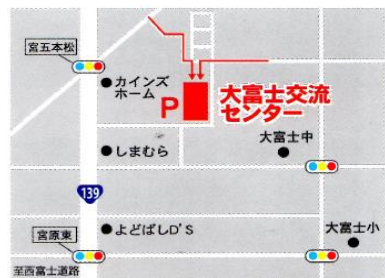 宮五本松
カインズ
ホーム
P
大富士交流
センター
大富士中
しまむら
139
宮原東
よどばしD'S
大富士小
至西富士道路